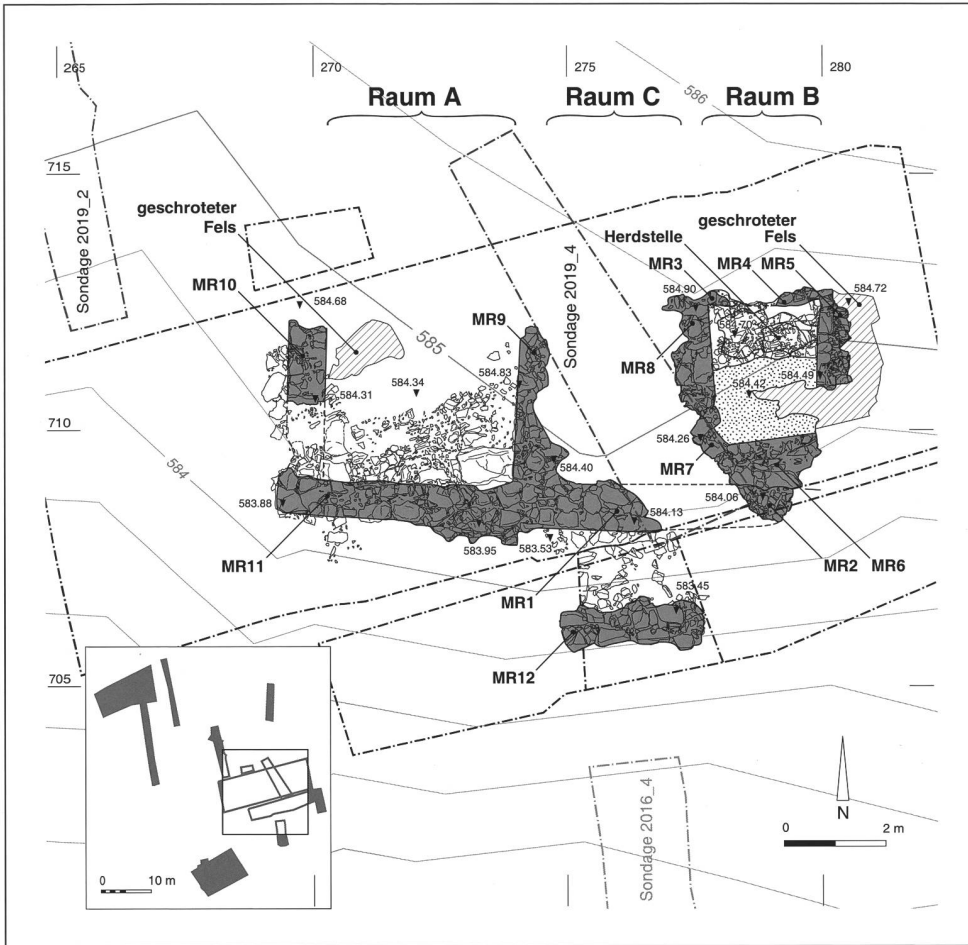 265
270
275
280
586
Raum A
Raum C
Raum B
715
Sondage 2019_2
geschroteter
Fels
MR10
584.68
585
MR9
Sondage 2019_4
geschroteter
Fels
Herdstelle
MR3
MR4
MR5
584.90
584.72
584.70
MR8
584.83
584.34
584.31
584.49
584.42
710
584.26
MR7
584
584.40
583.88
584.06
584.13
583.95
583.53
MR11
MR2
MR6
MR1
583.45
MR12
705
Sondage 2016_4
N
0
2 m
0
10 m